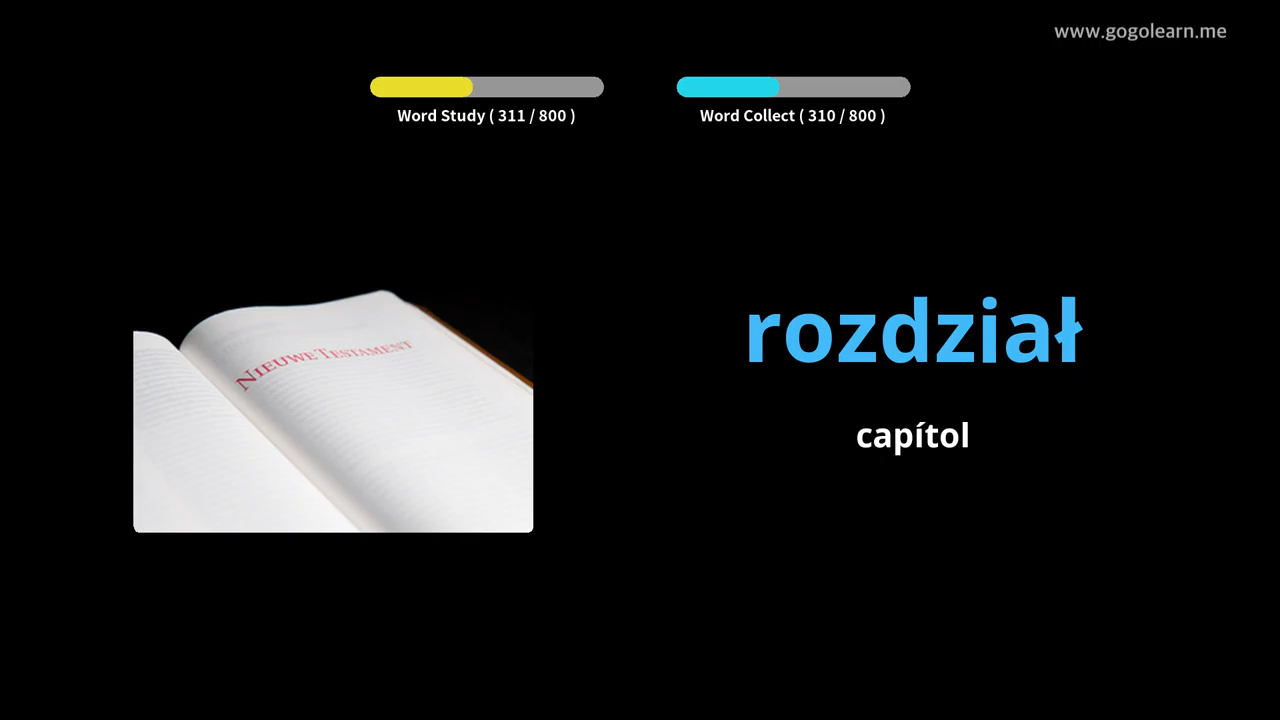 www.gogolearn.me
Word Study ( 311 / 800 )
Word Collect ( 310 / 800 )
NIEUWE TESTAMENT
rozdział
capítol